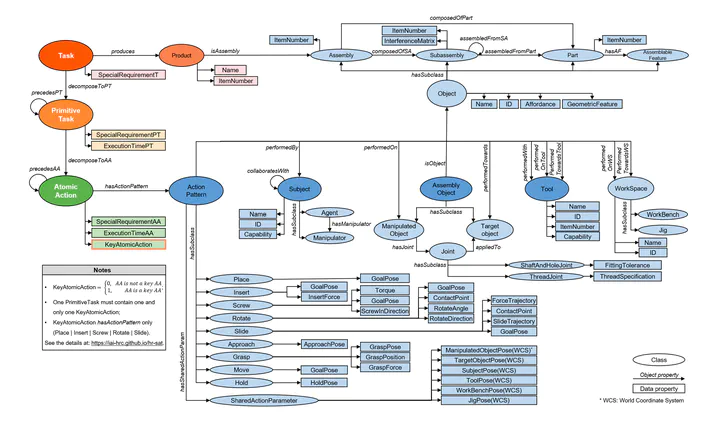 composedOfPart
ItemNumber
InterferenceMatrix
assembledFromSA
ItemNumber
ItemNumber
Task
produces
Product
isAssembly
Assembly
composedOfSA
Subassembly
assembledFromPart
Part
hasAF
Assemblable
Feature
SpecialRequirementT
Name
ItemNumber
hasSubclass
decomposeToPT
precedesPT
Object
Primitive
Task
Name
ID
Affordance
GeometricFeature
SpecialRequirementPT
ExecutionTimePT
performedBy
performedOn
performedTowards
performedWith
performed
OnTool
Performed
TowardsTool
performed
OnWS
Performed
TowardsWS
decomposeToAA
precedesAA
collaboratesWith
isObject
Atomic
Action
hasActionPattern
Action
Pattern
Subject
Assembly
Object
Tool
WorkSpace
SpecialRequirementAA
ExecutionTimeAA
KeyAtomicAction
Name
ID
Capability
hasSubclass
Agent
hasManipulator
Manipulator
hasSubclass
Manipulated
Object
Target
object
Name
ID
ItemNumber
Capability
hasSubclass
WorkBench
Jig
Name
ID
hasJoint
Joint
appliedTo
hasSubclass
hasSubclass
ShaftAndHoleJoint
FittingTolerance
ThreadJoint
ThreadSpecification
Notes
• KeyAtomicAction = {0, AA is not a key AA
1, AA is a key AA'
• One PrimitiveTask must contain one and
only one KeyAtomicAction;
• KeyAtomicAction hasActionPattern only
(Place | Insert | Screw | Rotate | Slide).
See the details at: https://iai-hrc.github.io/hr-sat.
Place
GoalPose
Insert
GoalPose
InsertForce
Screw
Torque
GoalPose
ScrewInDirection
Rotate
GoalPose
ContactPoint
RotateAngle
RotateDirection
Slide
ForceTrajectory
ContactPoint
SlideTrajectory
GoalPose
Approach
ApproachPose
Grasp
GraspPose
GraspPosition
GraspForce
Move
GoalPose
Hold
HoldPose
hasSharedActionParam
SharedActionParameter
ManipulatedObjectPose(WCS)*
TargetObjectPose(WCS)
SubjectPose(WCS)
ToolPose(WCS)
WorkBenchPose(WCS)
JigPose(WCS)
Class
Object property
Data property
* WCS: World Coordinate System